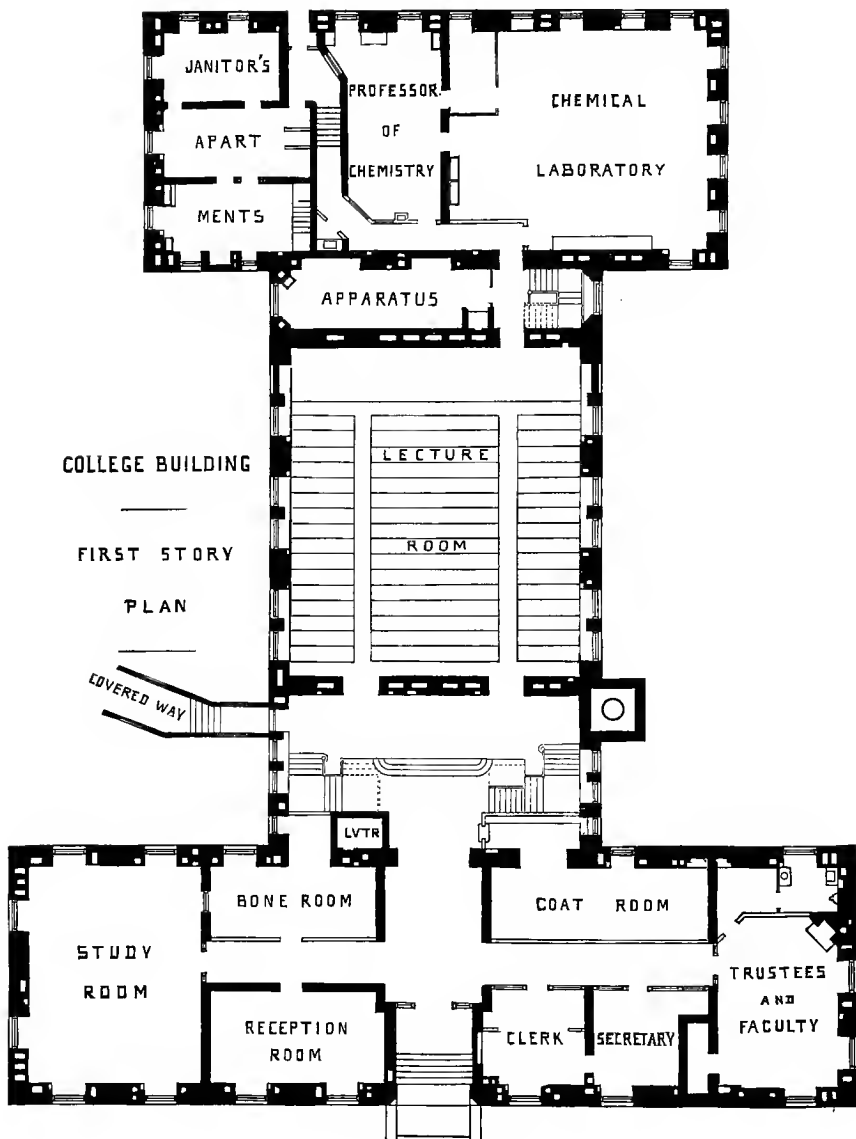 JANITOR'S
APART
MENTS
PROFESSOR
OF
CHEMISTRY
CHEMICAL
LABORATORY
APPARATUS
COLLEGE BUILDING
FIRST STORY
PLAN
LECTURE
ROOM
COVERED WAY
LVTR
BONE ROOM
COAT ROOM
STUDY
ROOM
RECEPTION
ROOM
CLERK
SECRETARY
TRUSTEES
AND
FACULTY